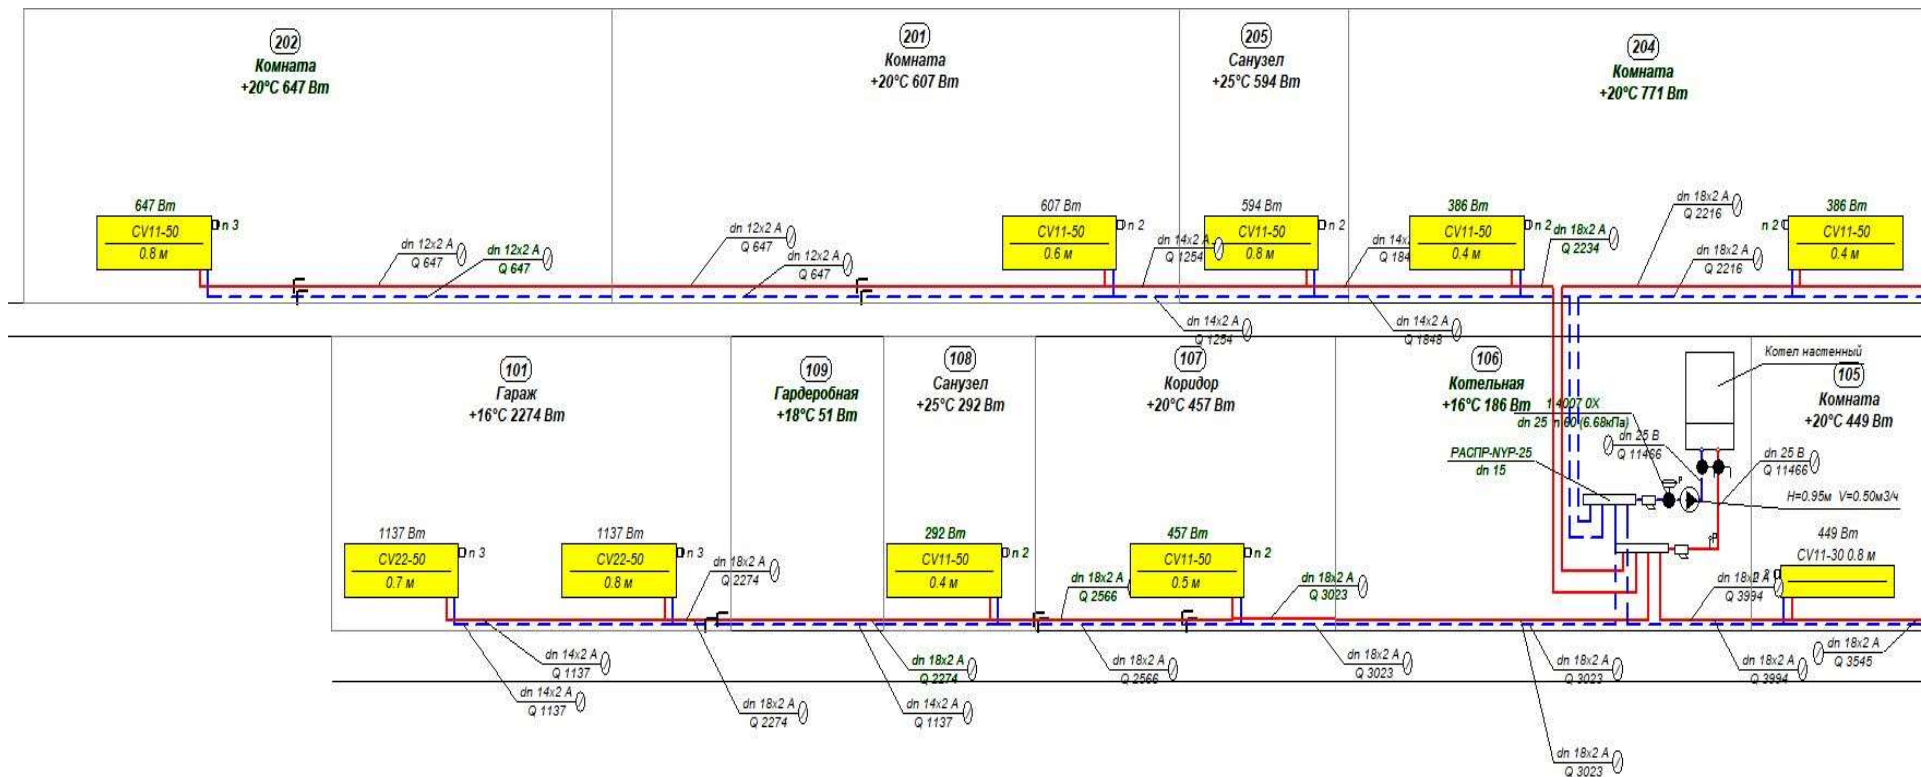 202
Комната
+20°C 647 Вт
201
Комната
+20°C 607 Вт
205
Санузел
+25°C 594 Вт
204
Комната
+20°C 771 Вт
647 Вт
CV11-50
0.8 м
n 3
dn 12x2 A
Q 647
dn 12x2 A
Q 647
dn 12x2 A
Q 647
dn 12x2 A
Q 647
607 Вт
CV11-50
0.6 м
n 2
dn 14x2 A
Q 1254
594 Вт
CV11-50
0.8 м
n 2
dn 14x
Q 184
386 Вт
CV11-50
0.4 м
n 2
dn 18x2 A
Q 2234
dn 18x2 A
Q 2216
dn 18x2 A
Q 2216
386 Вт
CV11-50
0.4 м
n 2
dn 14x2 A
Q 1254
dn 14x2 A
Q 1848
101
Гараж
+16°C 2274 Вт
109
Гардеробная
+18°C 51 Вт
108
Санузел
+25°C 292 Вт
107
Коридор
+20°C 457 Вт
106
Котельная
+16°C 186 Вт
Котел настенный
105
Комната
+20°C 449 Вт
1 4007 0X
dn 25 n 60 (6.68кПа)
dn 25 B
Q 11466
РАСПР-NYP-25
dn 15
dn 25 B
Q 11466
H=0.95м V=0.50м3/ч
1137 Вт
CV22-50
0.7 м
n 3
1137 Вт
CV22-50
0.8 м
n 3
dn 18x2 A
Q 2274
292 Вт
CV11-50
0.4 м
n 2
dn 18x2 A
Q 2566
457 Вт
CV11-50
0.5 м
n 2
dn 18x2 A
Q 3023
449 Вт
CV11-30 0.8 м
dn 18x2 A
Q 3994
dn 14x2 A
Q 1137
dn 14x2 A
Q 1137
dn 18x2 A
Q 2274
dn 18x2 A
Q 2274
dn 14x2 A
Q 1137
dn 18x2 A
Q 2566
dn 18x2 A
Q 3023
dn 18x2 A
Q 3023
dn 18x2 A
Q 3994
dn 18x2 A
Q 3545
dn 18x2 A
Q 3023